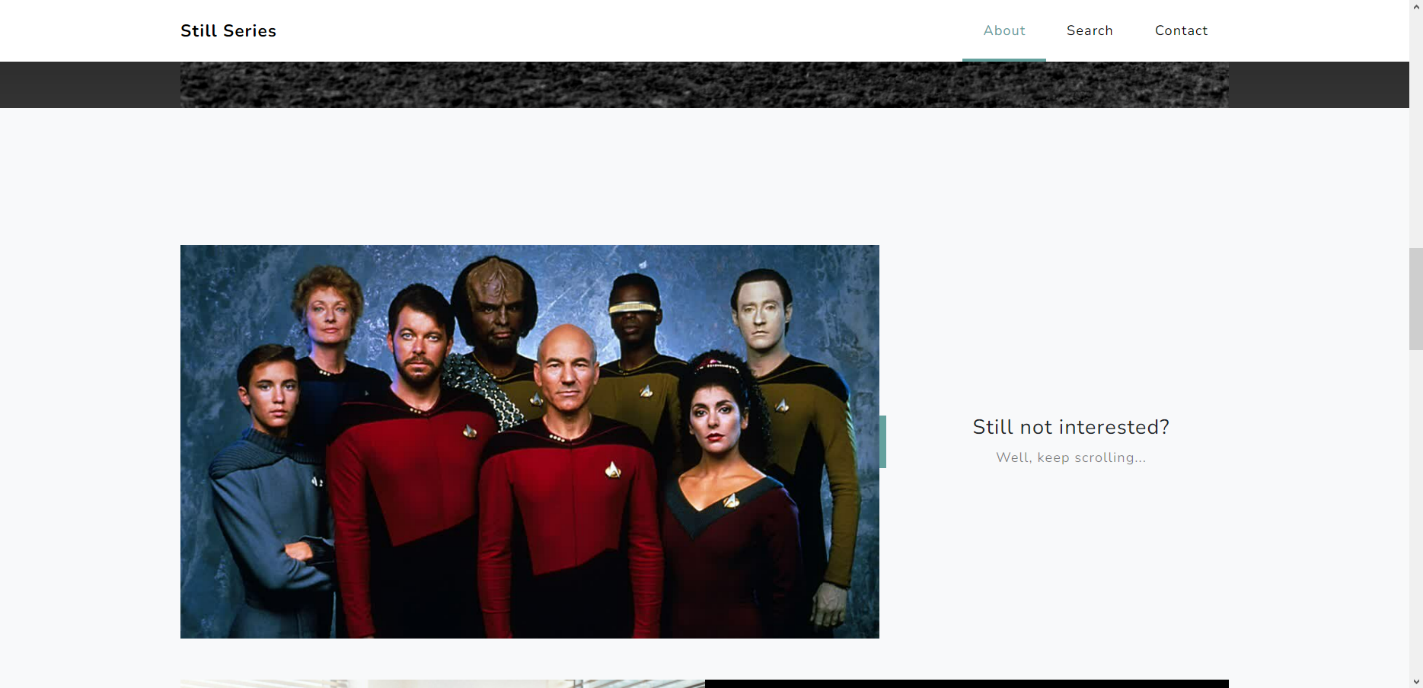 Still Series
About Search Contact
Still not interested?
Well, keep scrolling...